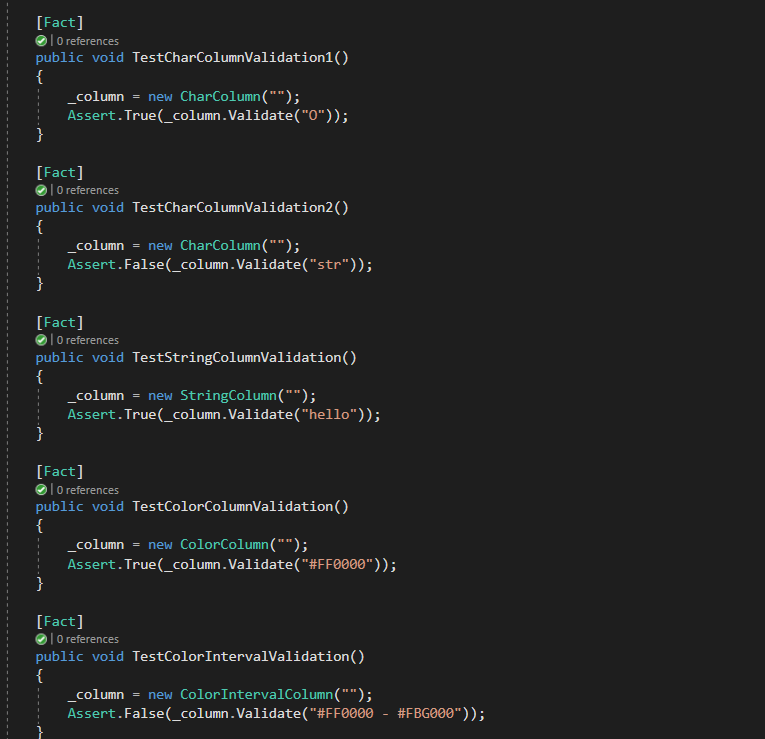 [Fact]
0 references
public void TestCharColumnValidation1()
{
_column = new CharColumn("");
Assert.True(_column.Validate("O"));
}
[Fact]
0 references
public void TestCharColumnValidation2()
{
_column = new CharColumn("");
Assert.False(_column.Validate("str"));
}
[Fact]
0 references
public void TestStringColumnValidation()
{
_column = new StringColumn("");
Assert.True(_column.Validate("hello"));
}
[Fact]
0 references
public void TestColorColumnValidation()
{
_column = new ColorColumn("");
Assert.True(_column.Validate("#FF0000"));
}
[Fact]
0 references
public void TestColorIntervalValidation()
{
_column = new ColorIntervalColumn("");
Assert.False(_column.Validate("#FF0000 - #FBG000"));
}